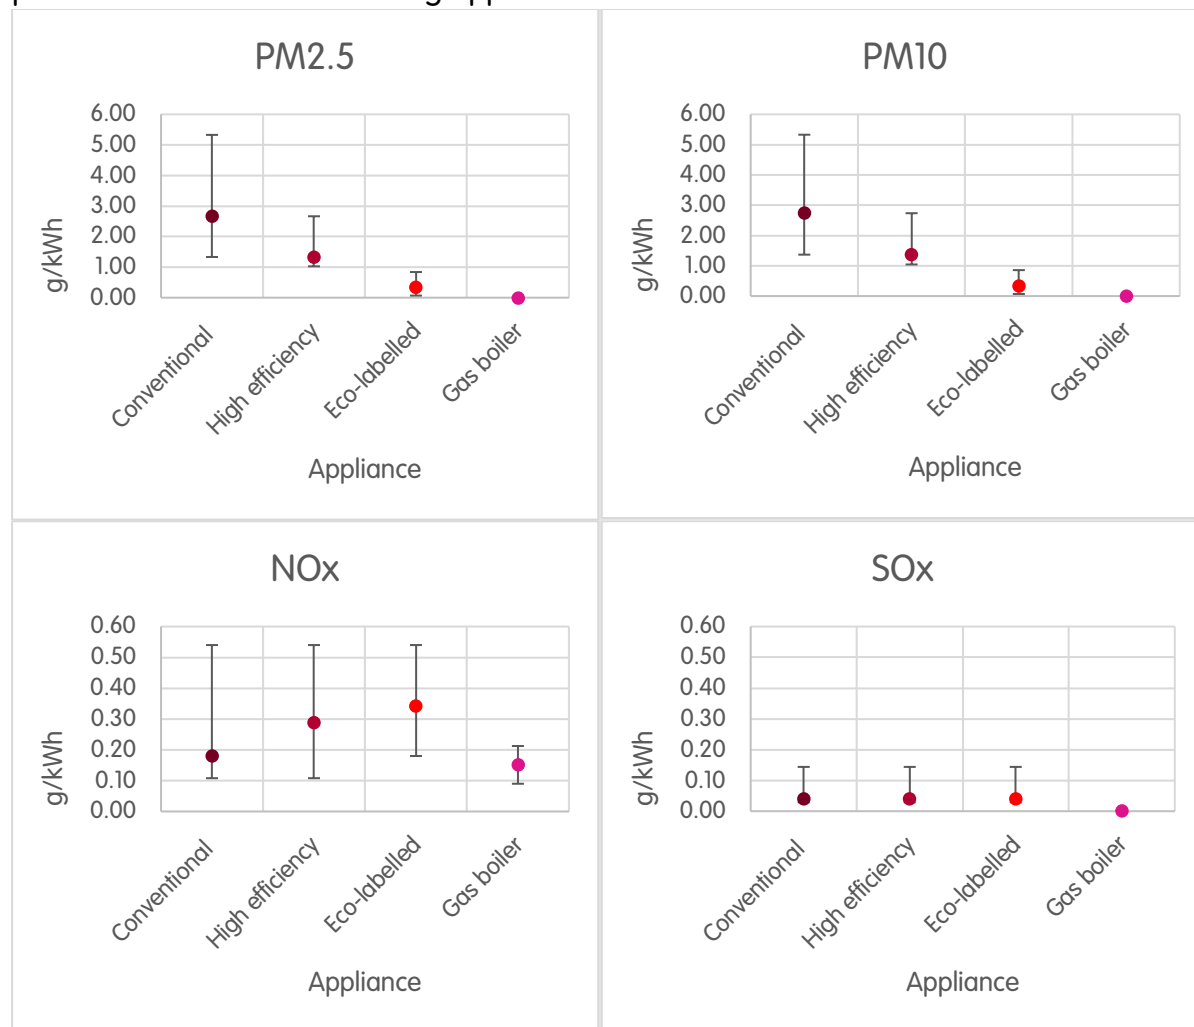 PM2.5
6.00
5.00
4.00
3.00
2.00
1.00
0.00
g/kWh
Conventional
High efficiency
Eco-labelled
Gas boiler
Appliance
PM10
6.00
5.00
4.00
3.00
2.00
1.00
0.00
g/kWh
Conventional
High efficiency
Eco-labelled
Gas boiler
Appliance
NOx
0.60
0.50
0.40
0.30
0.20
0.10
0.00
g/kWh
Conventional
High efficiency
Eco-labelled
Gas boiler
Appliance
SOx
0.60
0.50
0.40
0.30
0.20
0.10
0.00
g/kWh
Conventional
High efficiency
Eco-labelled
Gas boiler
Appliance